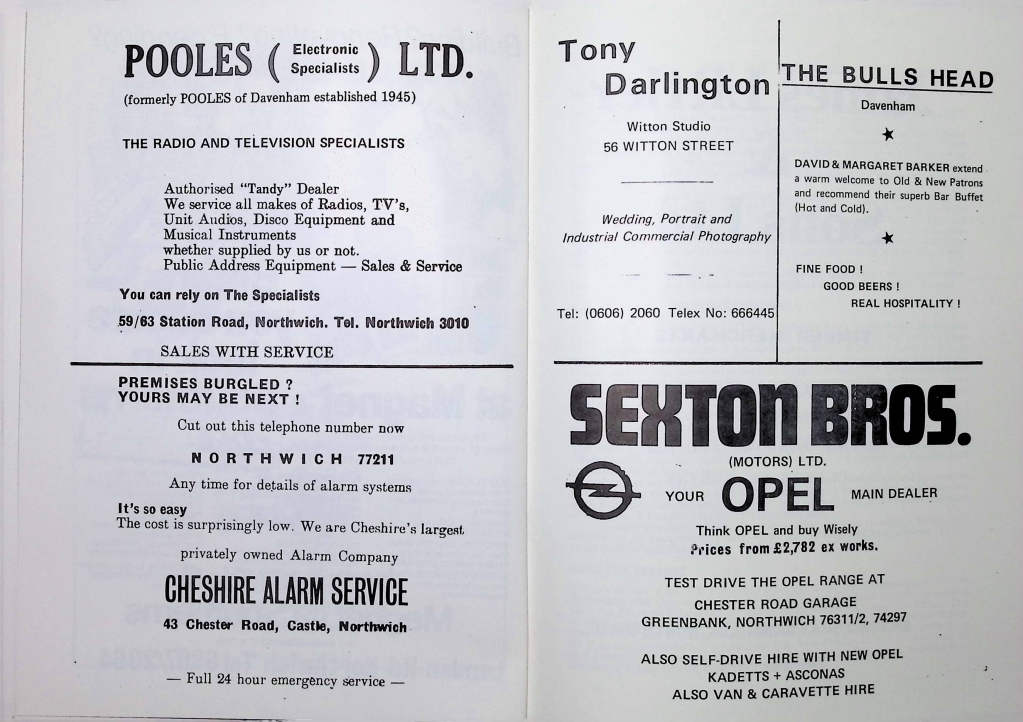 POOLES ( Electronic Specialists ) LTD.
(formerly POOLES of Davenham established 1945)
THE RADIO AND TELEVISION SPECIALISTS
Authorised "Tandy" Dealer
We service all makes of Radios, TV's,
Unit Audios, Disco Equipment and
Musical Instruments
whether supplied by us or not.
Public Address Equipment — Sales & Service
You can rely on The Specialists
59/63 Station Road, Northwich. Tel. Northwich 3010
SALES WITH SERVICE
PREMISES BURGLED ?
YOURS MAY BE NEXT !
Cut out this telephone number now
NORTHWICH 77211
Any time for details of alarm systems
It's so easy
The cost is surprisingly low. We are Cheshire's largest
privately owned Alarm Company
CHESHIRE ALARM SERVICE
43 Chester Road, Castle, Northwich
— Full 24 hour emergency service —
Tony
Darlington
Witton Studio
56 WITTON STREET
Wedding, Portrait and
Industrial Commercial Photography
Tel: (0606) 2060 Telex No: 666445
THE BULLS HEAD
Davenham
DAVID & MARGARET BARKER extend
a warm welcome to Old & New Patrons
and recommend their superb Bar Buffet
(Hot and Cold).
FINE FOOD !
GOOD BEERS !
REAL HOSPITALITY !
SEXTON BROS.
(MOTORS) LTD.
YOUR OPEL MAIN DEALER
Think OPEL and buy Wisely
Prices from £2,782 ex works.
TEST DRIVE THE OPEL RANGE AT
CHESTER ROAD GARAGE
GREENBANK, NORTHWICH 76311/2, 74297
ALSO SELF-DRIVE HIRE WITH NEW OPEL
KADETTS + ASCONAS
ALSO VAN & CARAVETTE HIRE